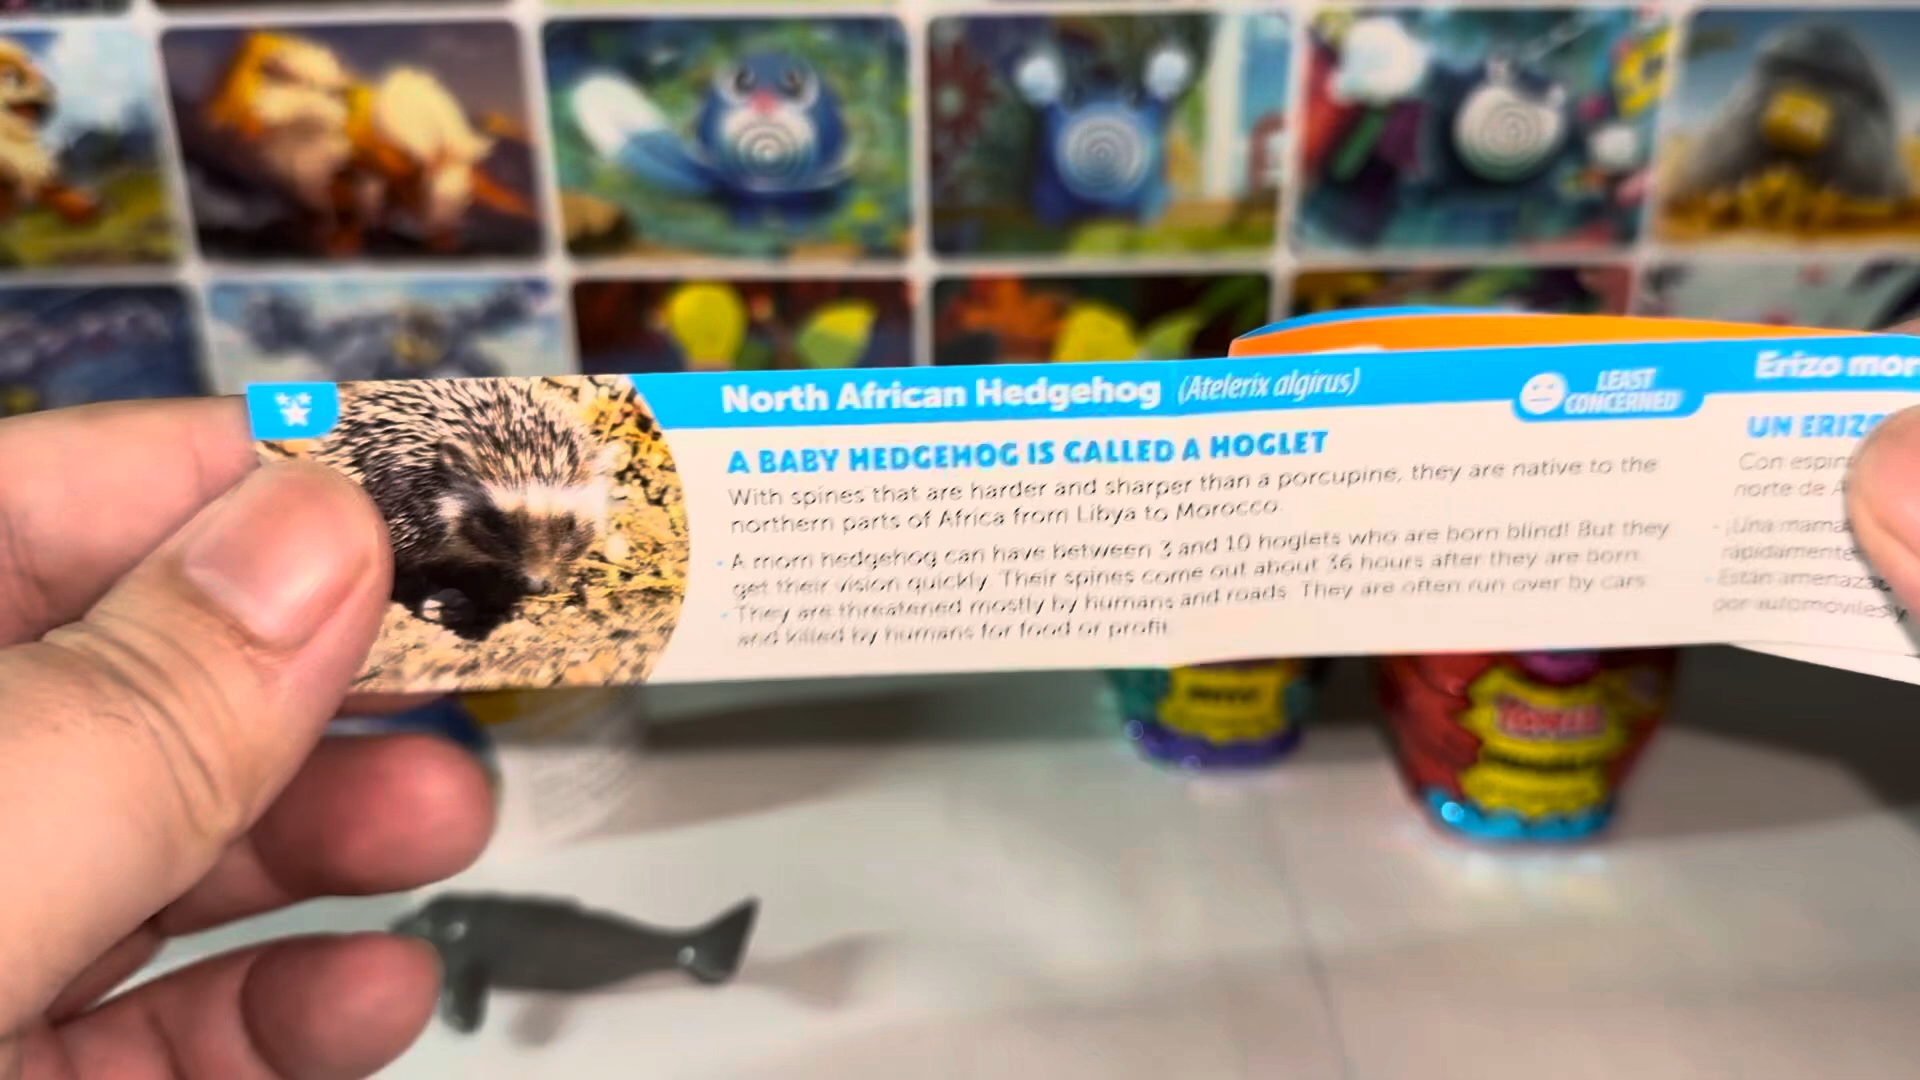 North African Hedgehog (Atelerix algirus)
LEAST
CONCERNED
A BABY HEDGEHOG IS CALLED A HOGLET
With spines that are harder and sharper than a porcupine, they are native to the
northern parts of Africa from Libya to Morocco.
• A mom hedgehog can have between 3 and 10 hoglets who are born blind! But they
get their vision quickly. Their spines come out about 36 hours after they are born.
• They are threatened mostly by humans and roads. They are often run over by cars
and killed by humans for food or profit.
Erizo mor
UN ERIZ
Con espin
norte de Á
• ¡Una mamá
rápidamente
• Están amenazad
por automóviles y